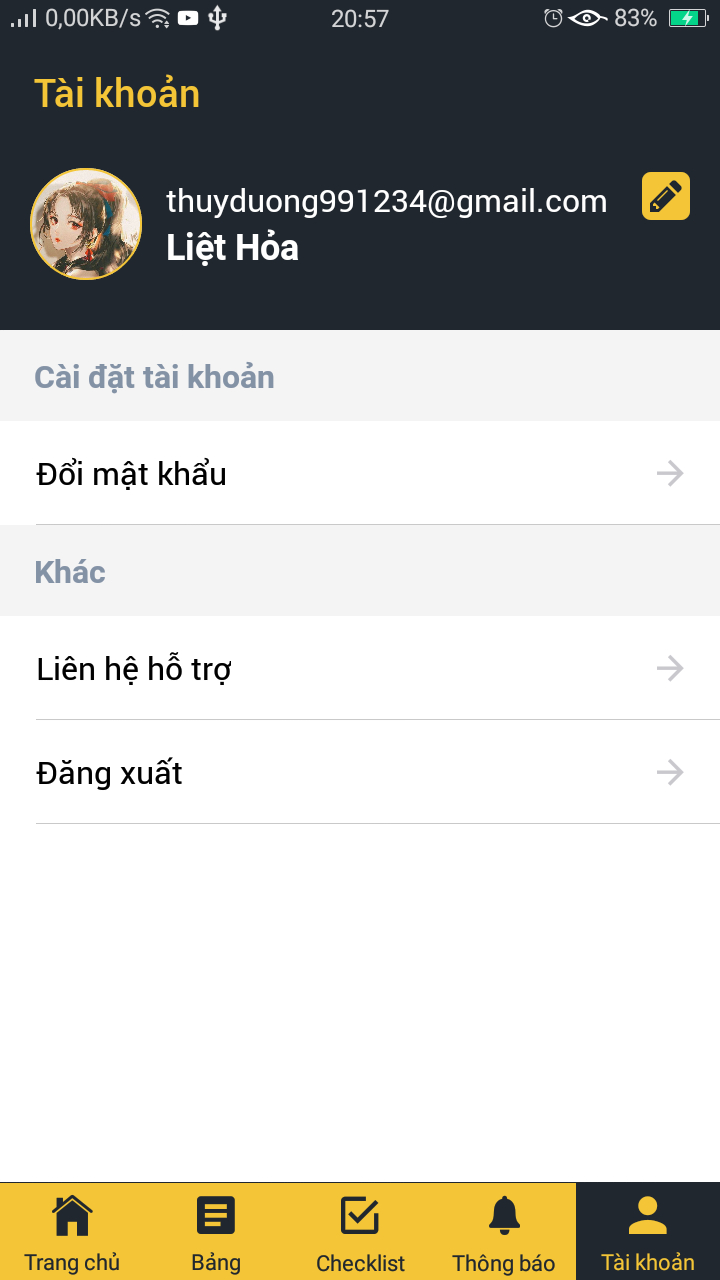 0,00KB/s 20:57 83%
Tài khoản
thuyduong991234@gmail.com
Liệt Hỏa
Cài đặt tài khoản
Đổi mật khẩu
Khác
Liên hệ hỗ trợ
Đăng xuất
Trang chủ Bảng Checklist Thông báo Tài khoản